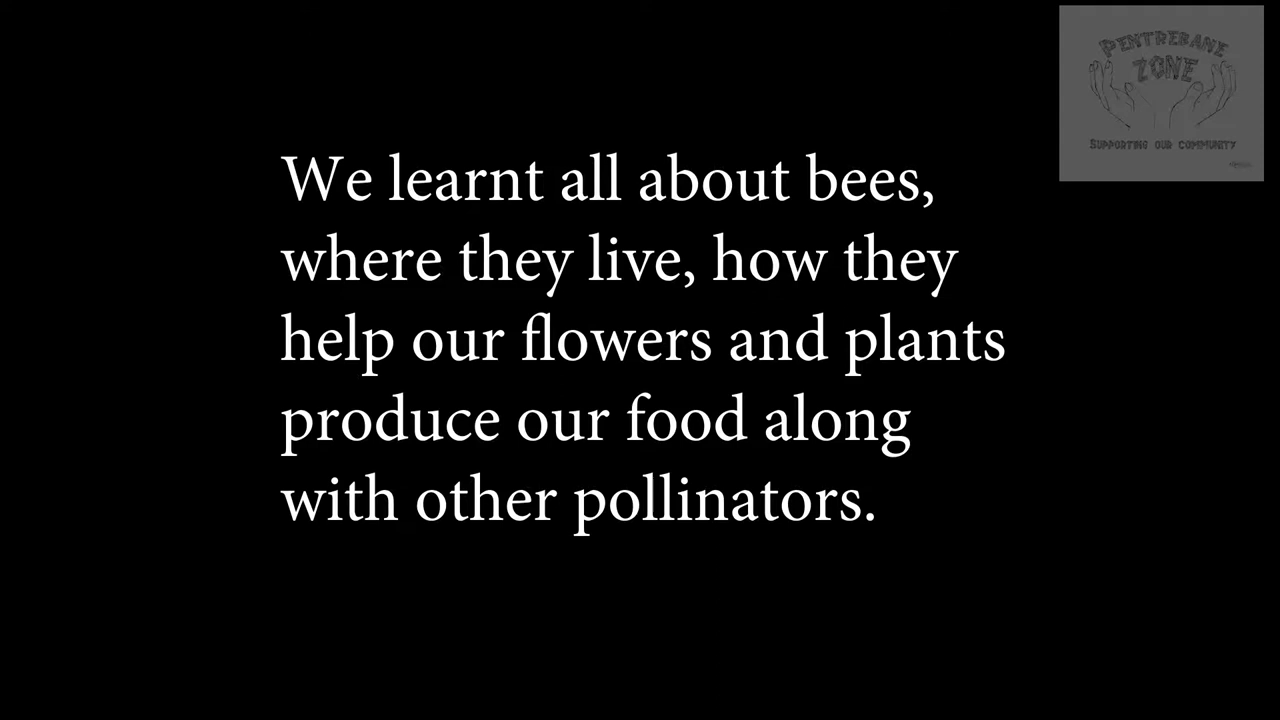 PENTREBANE
ZONE
SUPPORTING OUR COMMUNITY
We learnt all about bees,
where they live, how they
help our flowers and plants
produce our food along
with other pollinators.